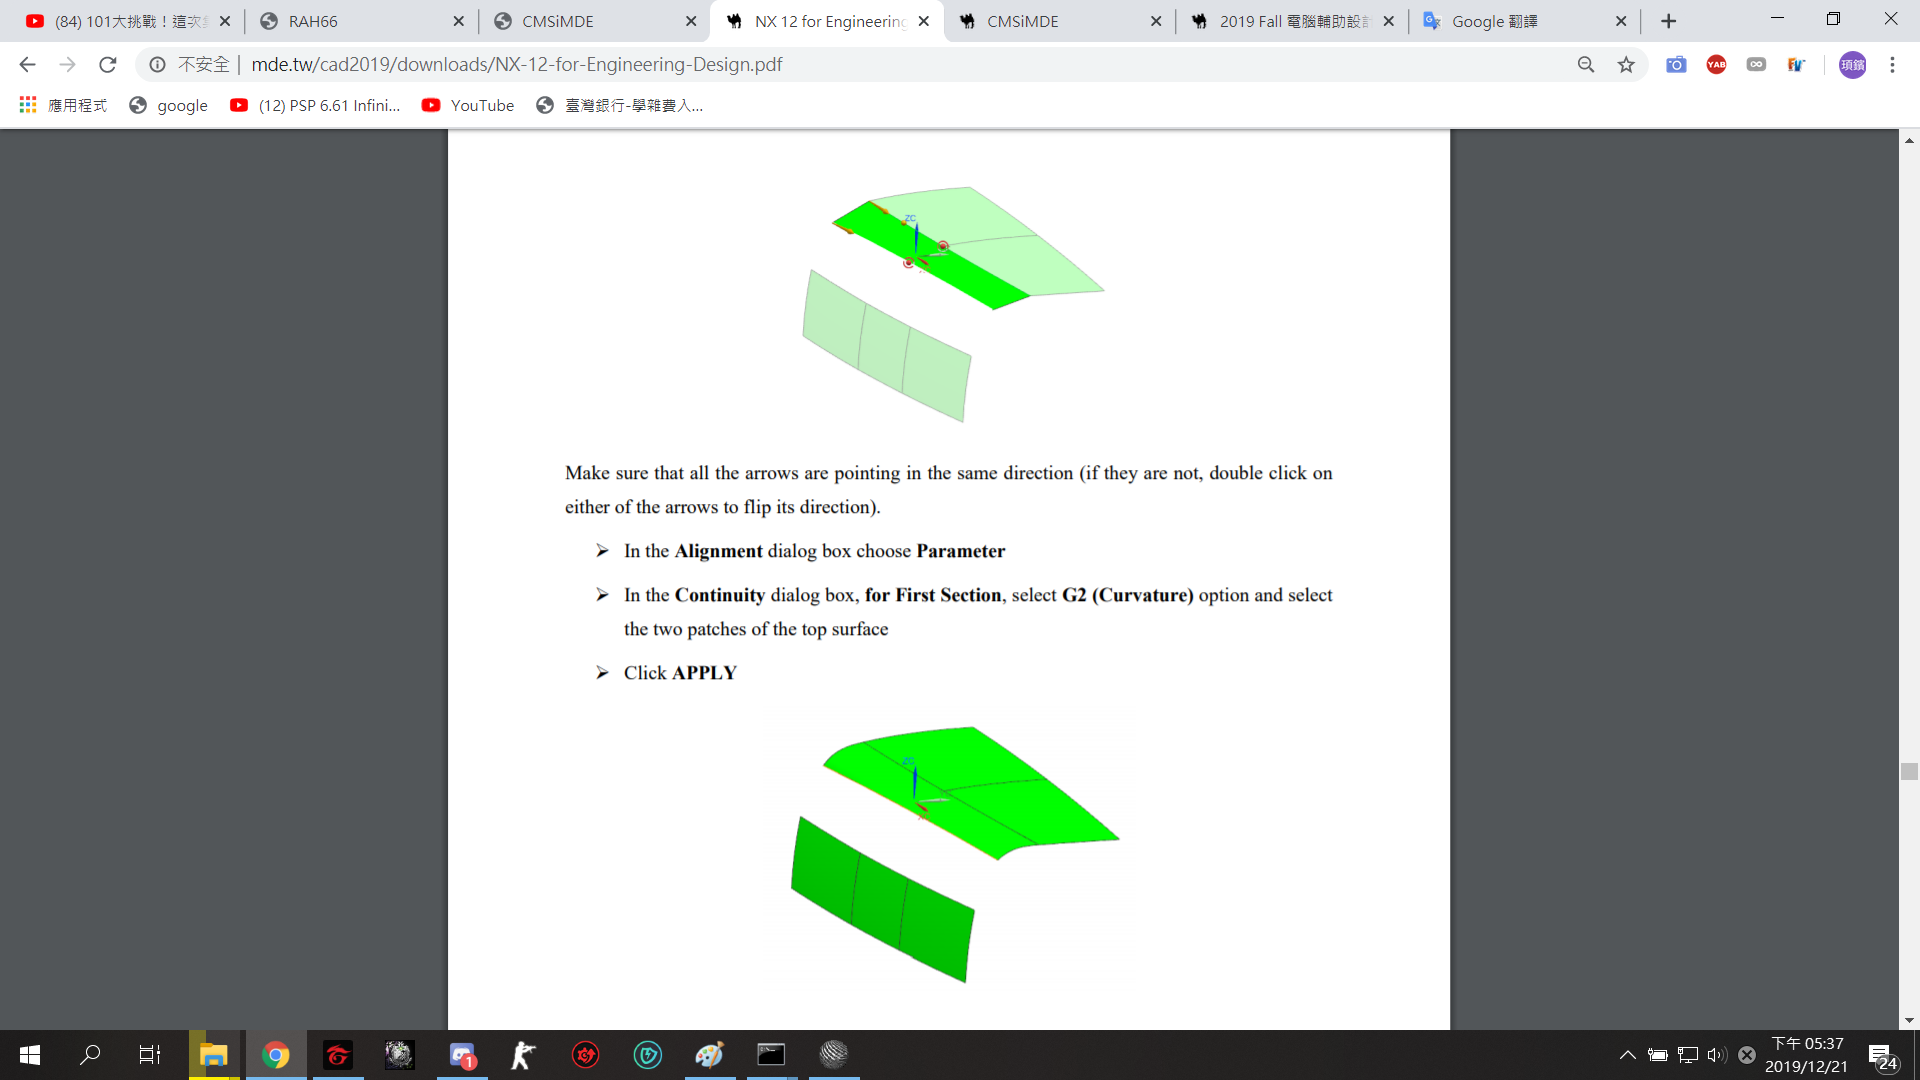 (84) 101大挑戰！這次
RAH66
CMSiMDE
NX 12 for Engineering
CMSiMDE
2019 Fall 電腦輔助設計
Google 翻譯
不安全 | mde.tw/cad2019/downloads/NX-12-for-Engineering-Design.pdf
YAB
項鑌
應用程式
google
(12) PSP 6.61 Infini...
YouTube
臺灣銀行-學雜費入...
ZC
Make sure that all the arrows are pointing in the same direction (if they are not, double click on
either of the arrows to flip its direction).
➢ In the Alignment dialog box choose Parameter
➢ In the Continuity dialog box, for First Section, select G2 (Curvature) option and select
the two patches of the top surface
➢ Click APPLY
ZC
1
下午 05:37
2019/12/21
24